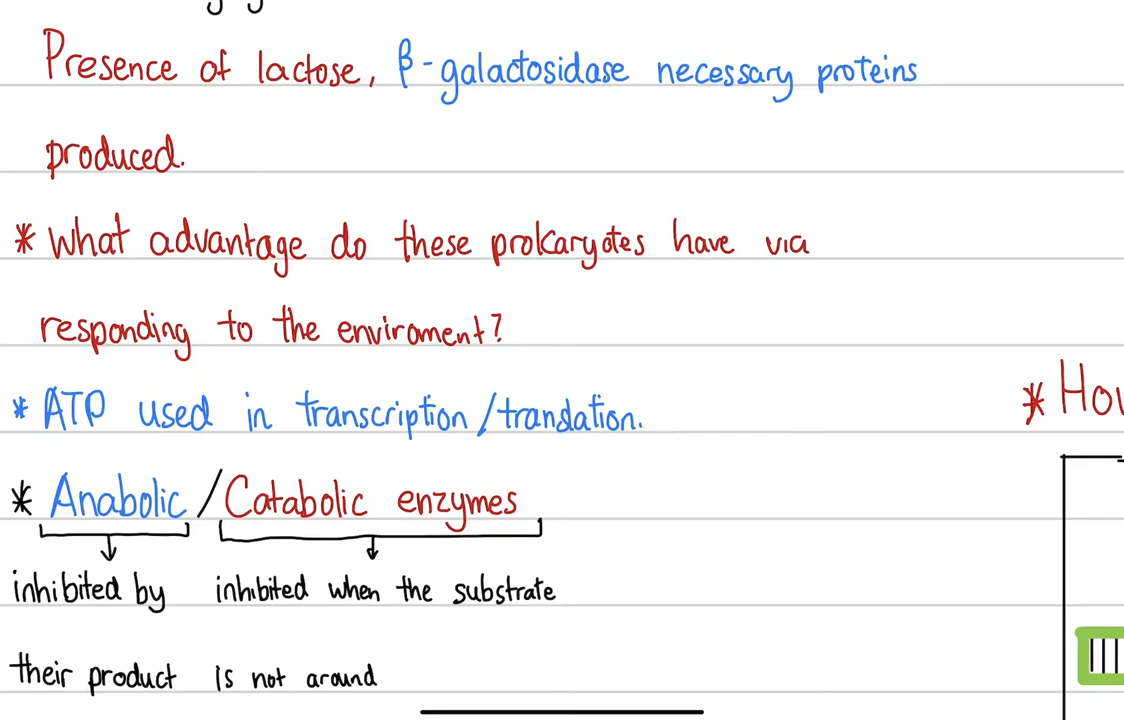 Presence of lactose, β-galactosidase necessary proteins
produced.
* What advantage do these prokaryotes have via
responding to the enviroment?
* ATP used in transcription/translation.
* Hou
* Anabolic / Catabolic enzymes
inhibited by inhibited when the substrate
their product is not around